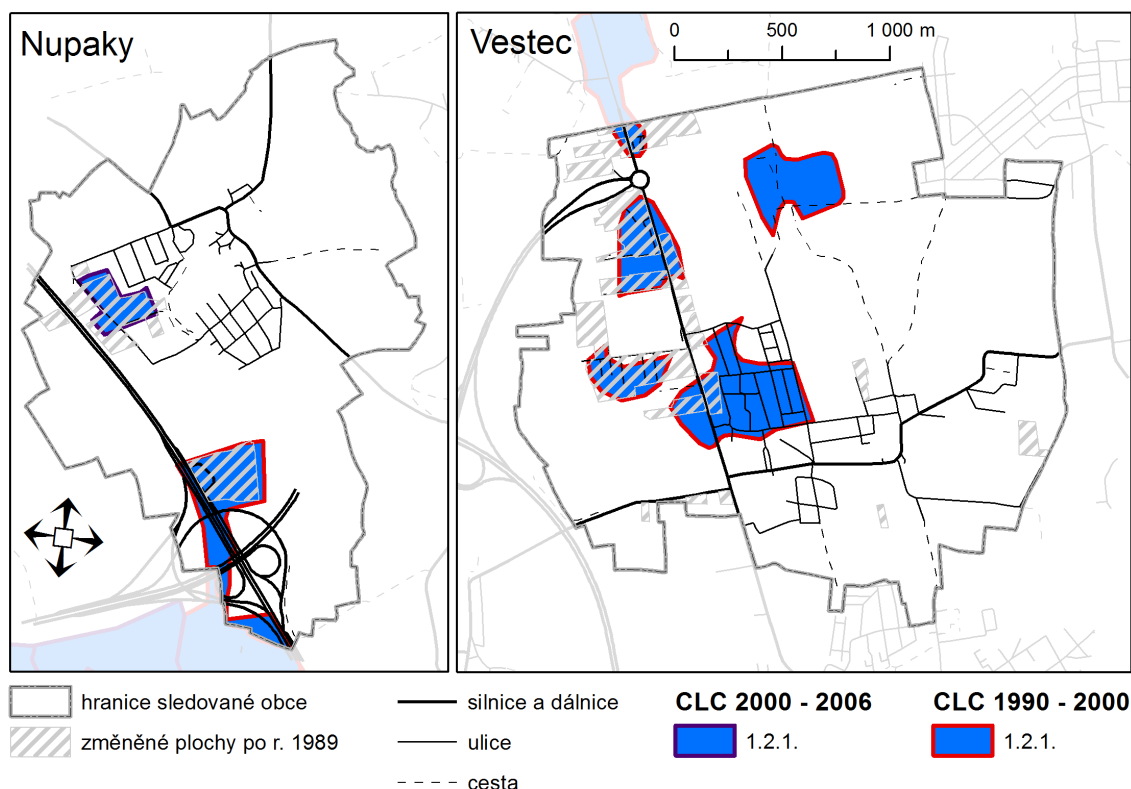 Nupaky
Vestec
0 500 1 000 m
hranice sledované obce
změněné plochy po r. 1989
silnice a dálnice
ulice
cesta
CLC 2000 - 2006
1.2.1.
CLC 1990 - 2000
1.2.1.